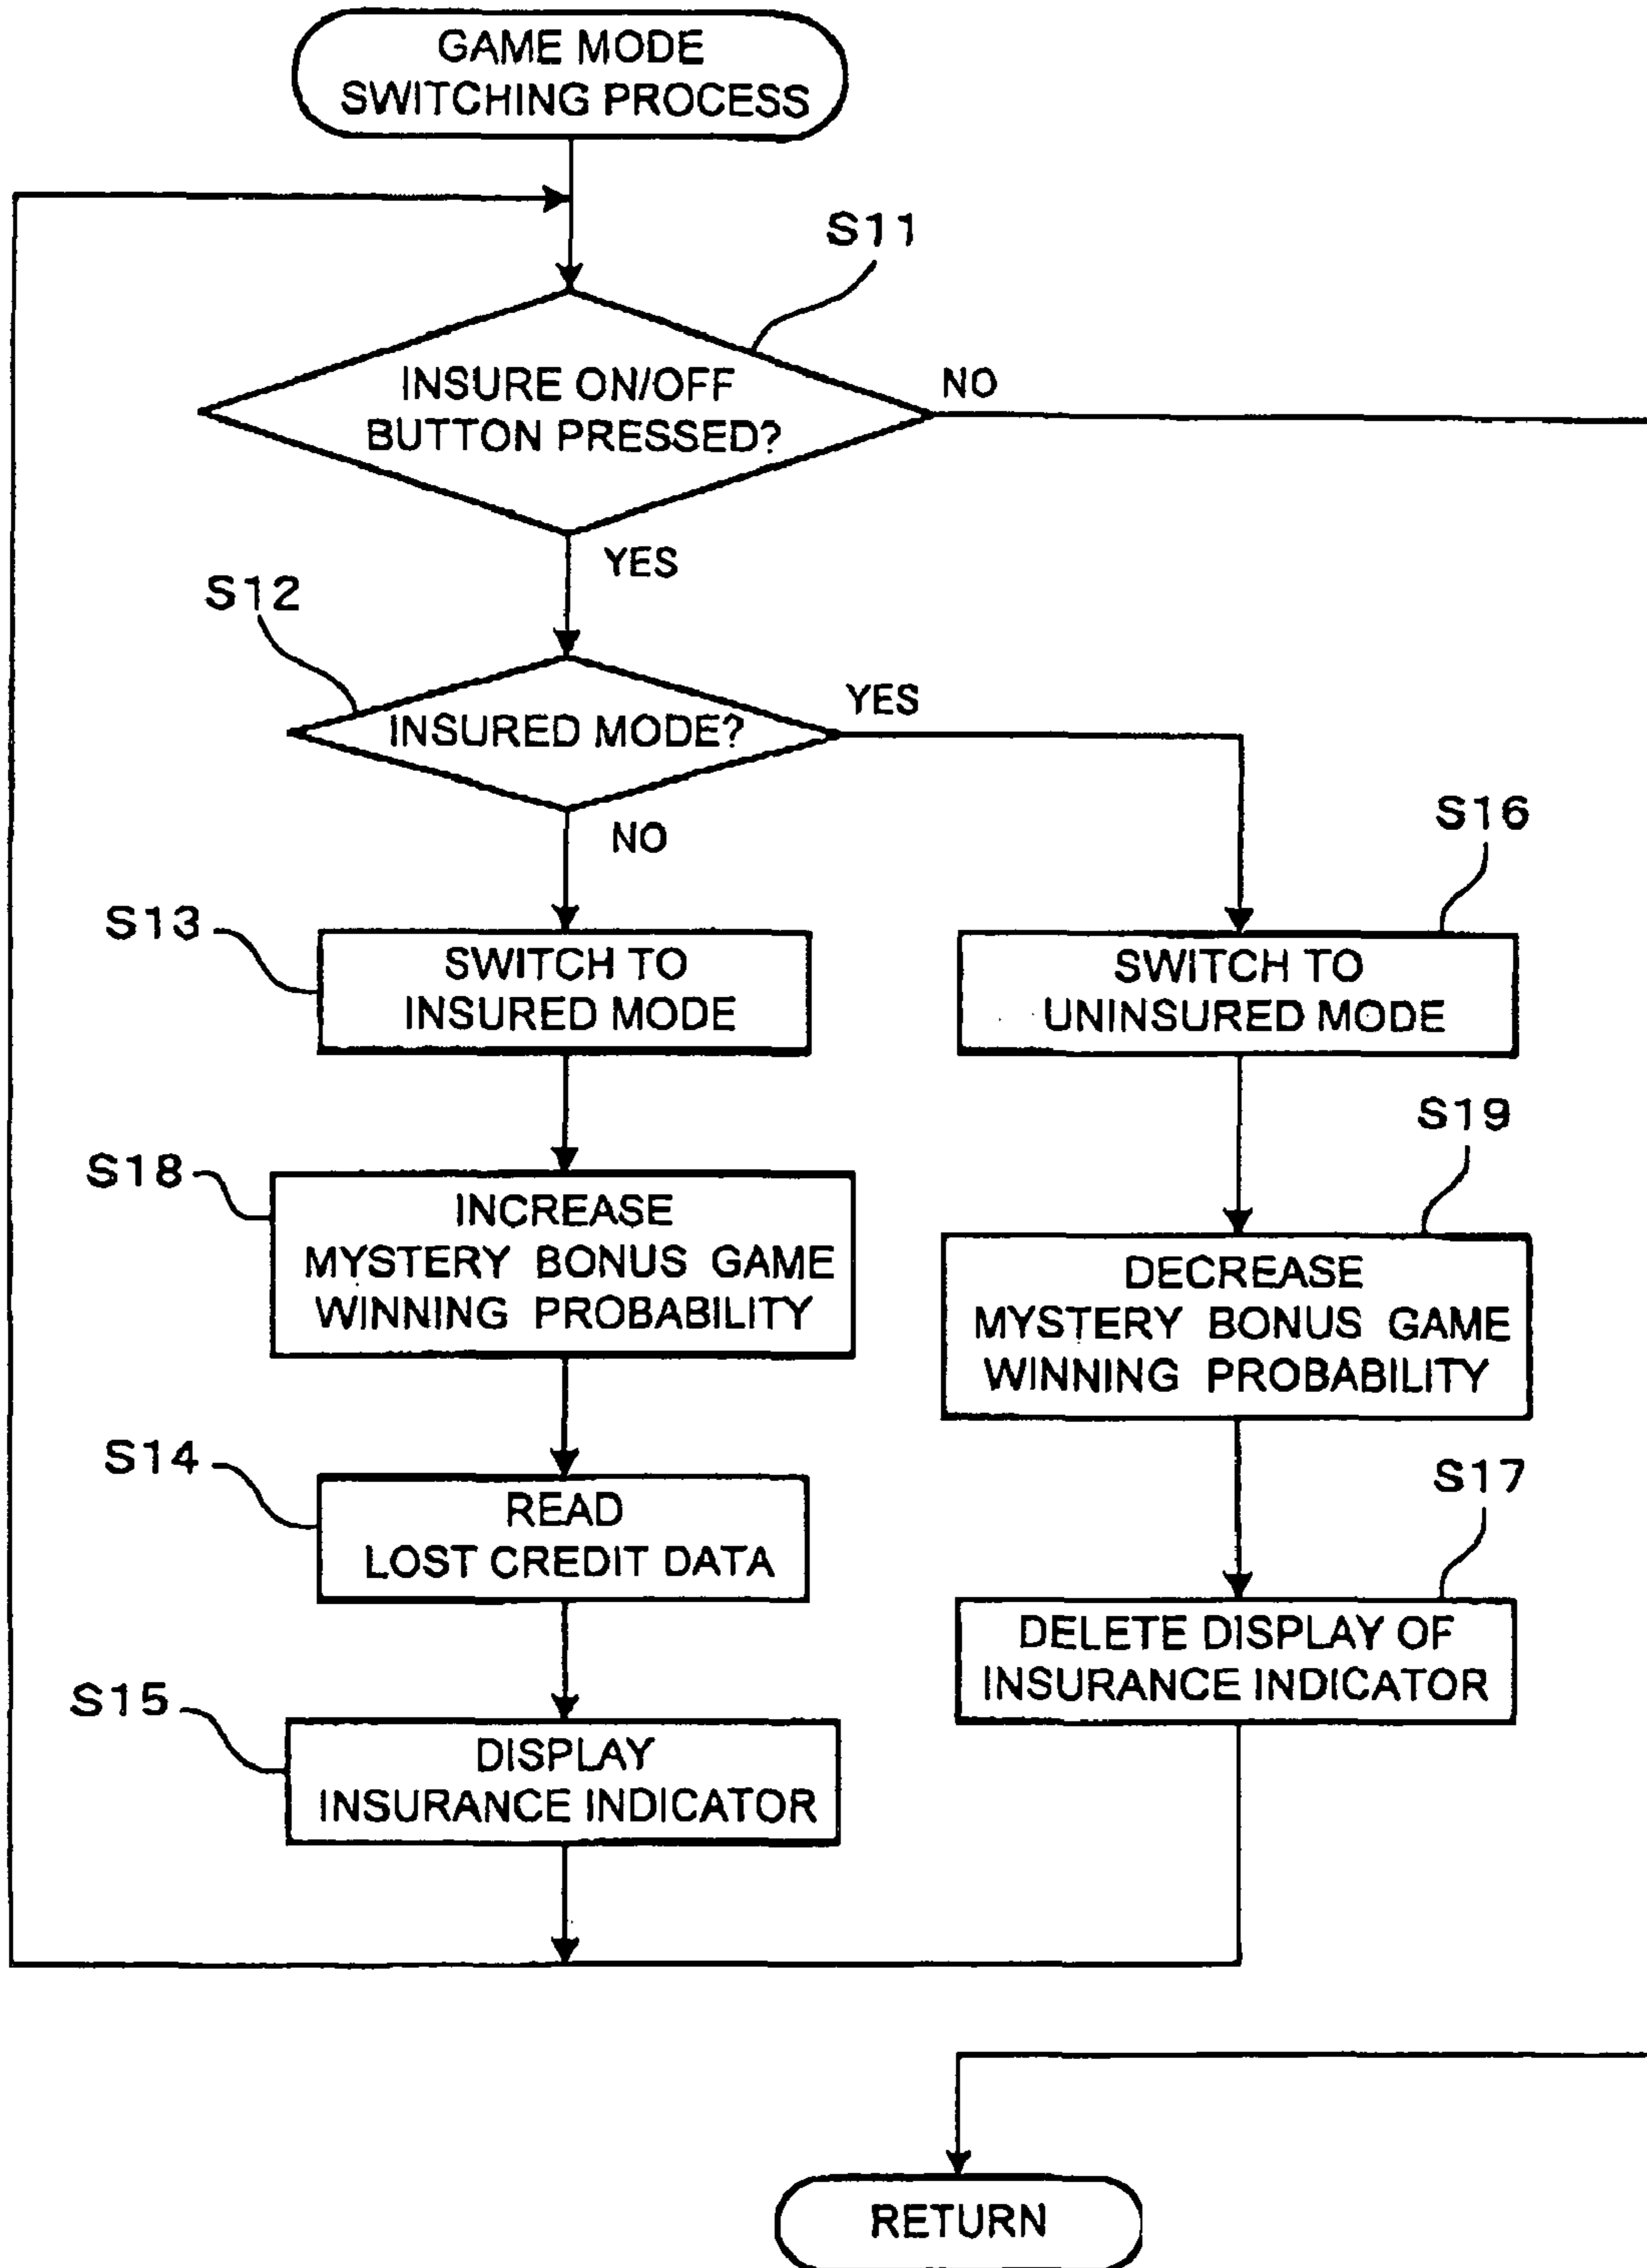 GAME MODE
SWITCHING PROCESS
S11
INSURE ON/OFF
BUTTON PRESSED?
NO
YES
S12
INSURED MODE?
YES
NO
S13
SWITCH TO
INSURED MODE
S16
SWITCH TO
UNINSURED MODE
S18
INCREASE
MYSTERY BONUS GAME
WINNING PROBABILITY
S19
DECREASE
MYSTERY BONUS GAME
WINNING PROBABILITY
S14
READ
LOST CREDIT DATA
S17
DELETE DISPLAY OF
INSURANCE INDICATOR
S15
DISPLAY
INSURANCE INDICATOR
RETURN